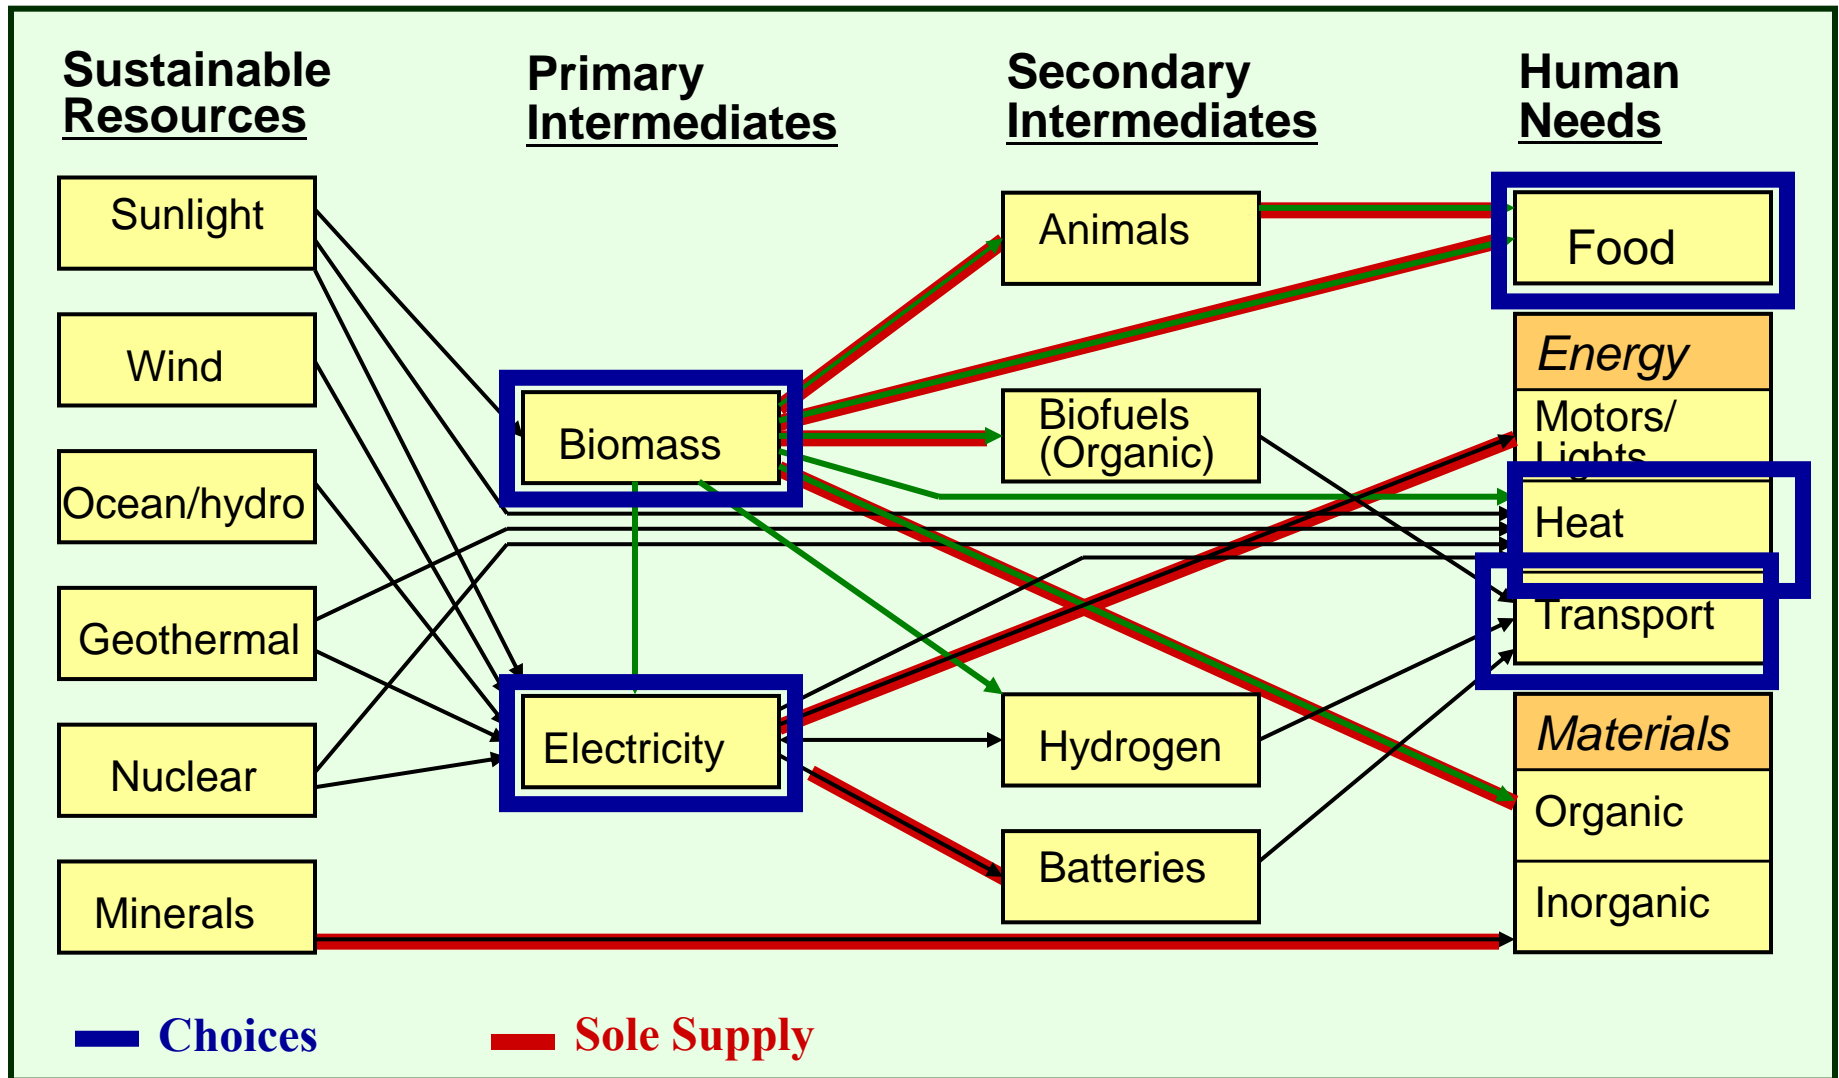 Sustainable
Resources
Primary
Intermediates
Secondary
Intermediates
Human
Needs
Sunlight
Wind
Ocean/hydro
Geothermal
Nuclear
Minerals
Biomass
Electricity
Animals
Biofuels
(Organic)
Hydrogen
Batteries
Food
Energy
Motors/
Lights
Heat
Transport
Materials
Organic
Inorganic
Choices
Sole Supply